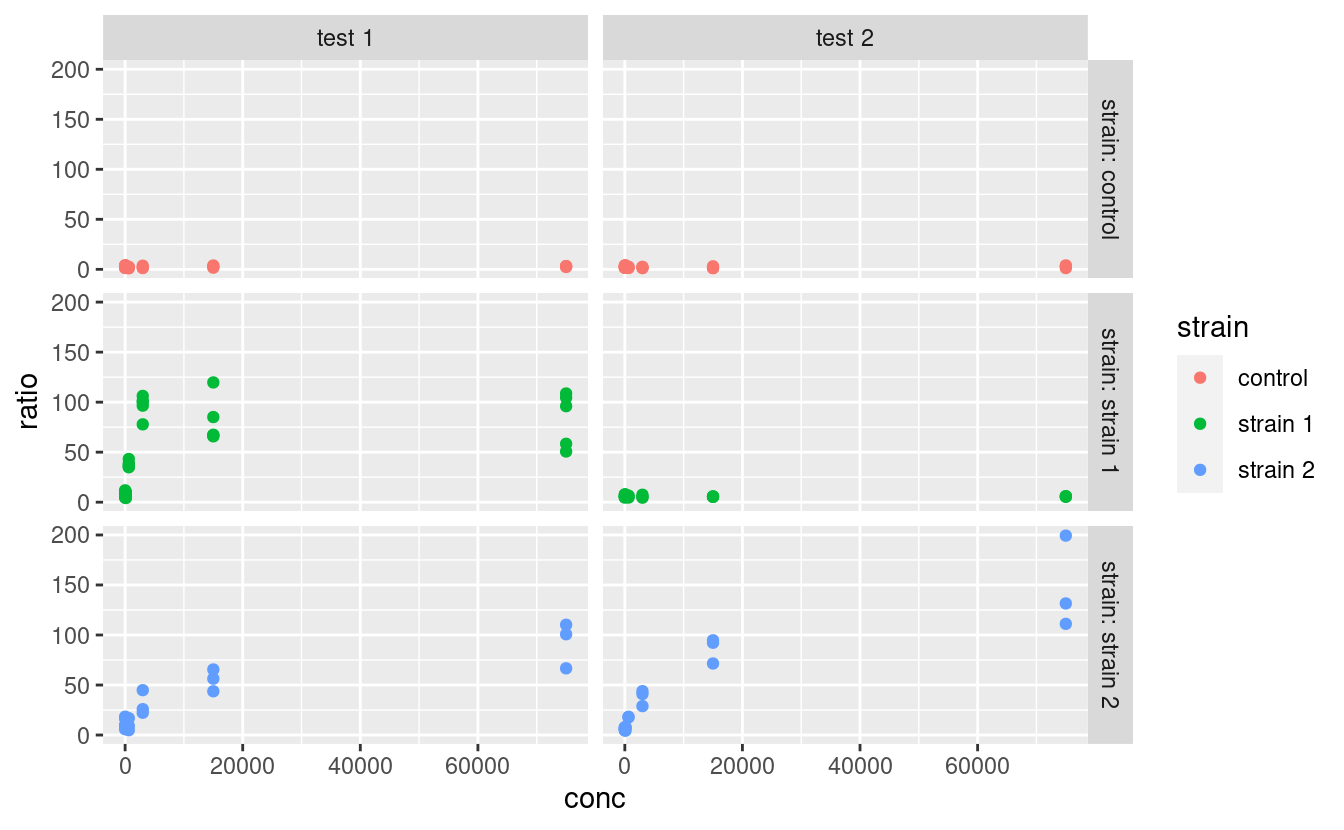 test 1
test 2
200
150
100
50
0
strain: control
200
150
100
50
0
strain: strain 1
200
150
100
50
0
strain: strain 2
ratio
0
20000
40000
60000
0
20000
40000
60000
conc
strain
control
strain 1
strain 2